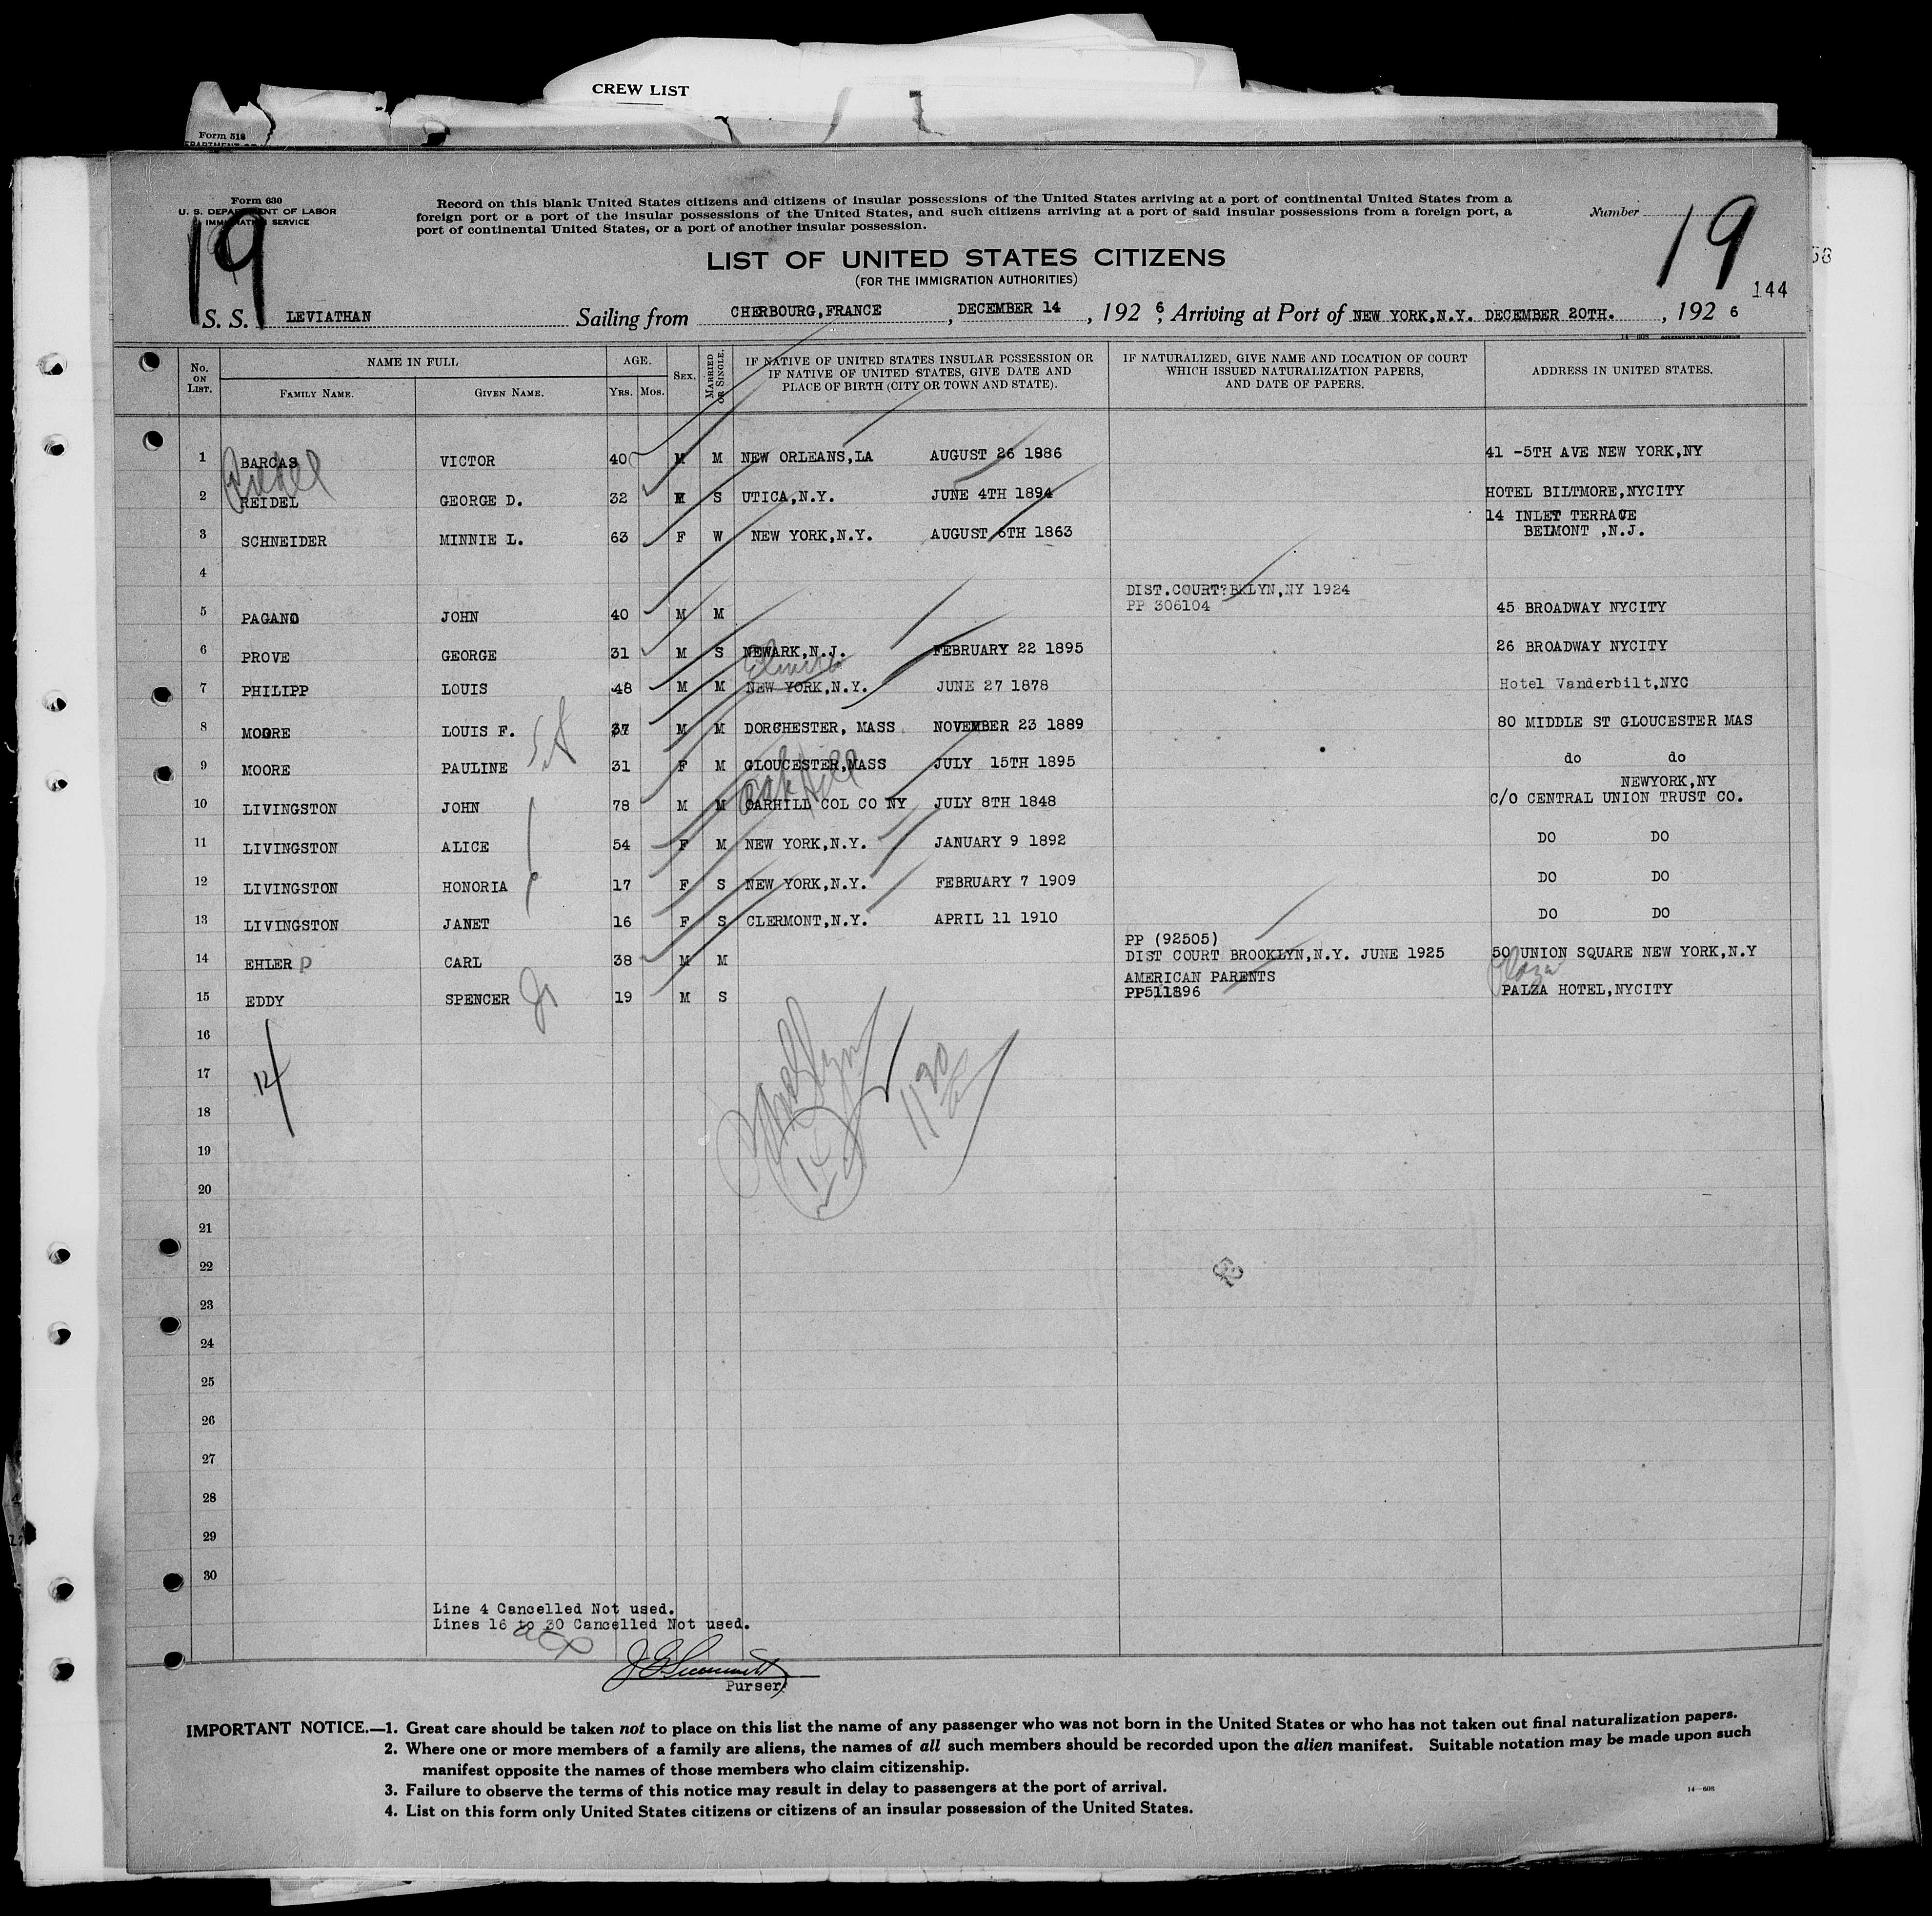 CREW LIST
Form 518
Form 630
U. S. DEPARTMENT OF LABOR
IMMIGRATION SERVICE
Record on this blank United States citizens and citizens of insular possessions of the United States arriving at a port of continental United States from a
foreign port or a port of the insular possessions of the United States, and such citizens arriving at a port of said insular possessions from a foreign port, a
port of continental United States, or a port of another insular possession.
Number
19
19
58
144
LIST OF UNITED STATES CITIZENS
(FOR THE IMMIGRATION AUTHORITIES)
S. S. LEVIATHAN Sailing from CHERBOURG,FRANCE , DECEMBER 14 , 192 6, Arriving at Port of NEW YORK,N.Y. DECEMBER 20TH. , 192 6
14—608 GOVERNMENT PRINTING OFFICE
No. ON LIST. NAME IN FULL FAMILY NAME. GIVEN NAME. AGE. YRS. MOS. SEX. MARRIED OR SINGLE. IF NATIVE OF UNITED STATES INSULAR POSSESSION OR IF NATIVE OF UNITED STATES, GIVE DATE AND PLACE OF BIRTH (CITY OR TOWN AND STATE). IF NATURALIZED, GIVE NAME AND LOCATION OF COURT WHICH ISSUED NATURALIZATION PAPERS, AND DATE OF PAPERS. ADDRESS IN UNITED STATES.
1 BARCAS VICTOR 40 M M NEW ORLEANS,LA AUGUST 26 1886 41 -5TH AVE NEW YORK,NY
Riedel
2 REIDEL GEORGE D. 32 M S UTICA,N.Y. JUNE 4TH 1894 HOTEL BILTMORE,NYCITY
14 INLET TERRACE
3 SCHNEIDER MINNIE L. 63 F W NEW YORK,N.Y. AUGUST 6TH 1863 BELMONT ,N.J.
4
DIST.COURT?BKLYN,NY 1924
5 PAGANO JOHN 40 M M PP 306104 45 BROADWAY NYCITY
6 PROVE GEORGE 31 M S NEWARK,N.J. FEBRUARY 22 1895 26 BROADWAY NYCITY
7 PHILIPP LOUIS 48 M M NEW YORK,N.Y. JUNE 27 1878 Hotel Vanderbilt,NYC
8 MOORE LOUIS F. 37 M M DORCHESTER, MASS NOVEMBER 23 1889 80 MIDDLE ST GLOUCESTER MAS
9 MOORE PAULINE 31 F M GLOUCESTER,MASS JULY 15TH 1895 do do
Oak Hill
NEWYORK,NY
10 LIVINGSTON JOHN 78 M M OARHILL COL CO NY JULY 8TH 1848 C/O CENTRAL UNION TRUST CO.
11 LIVINGSTON ALICE 54 F M NEW YORK,N.Y. JANUARY 9 1892 DO DO
12 LIVINGSTON HONORIA 17 F S NEW YORK,N.Y. FEBRUARY 7 1909 DO DO
13 LIVINGSTON JANET 16 F S CLERMONT,N.Y. APRIL 11 1910 DO DO
PP (92505)
14 EHLER D CARL 38 M M DIST COURT BROOKLYN,N.Y. JUNE 1925 50 UNION SQUARE NEW YORK,N.Y
AMERICAN PARENTS
Plaza
15 EDDY SPENCER Jr 19 M S PP511896 PALZA HOTEL,NYCITY
16
17
12
18
19
20
21
22
23
24
25
26
27
28
29
30
Line 4 Cancelled Not used.
Lines 16 to 30 Cancelled Not used.
Purser
IMPORTANT NOTICE.—1. Great care should be taken not to place on this list the name of any passenger who was not born in the United States or who has not taken out final naturalization papers.
2. Where one or more members of a family are aliens, the names of all such members should be recorded upon the alien manifest. Suitable notation may be made upon such
manifest opposite the names of those members who claim citizenship.
3. Failure to observe the terms of this notice may result in delay to passengers at the port of arrival.
4. List on this form only United States citizens or citizens of an insular possession of the United States.
14—608